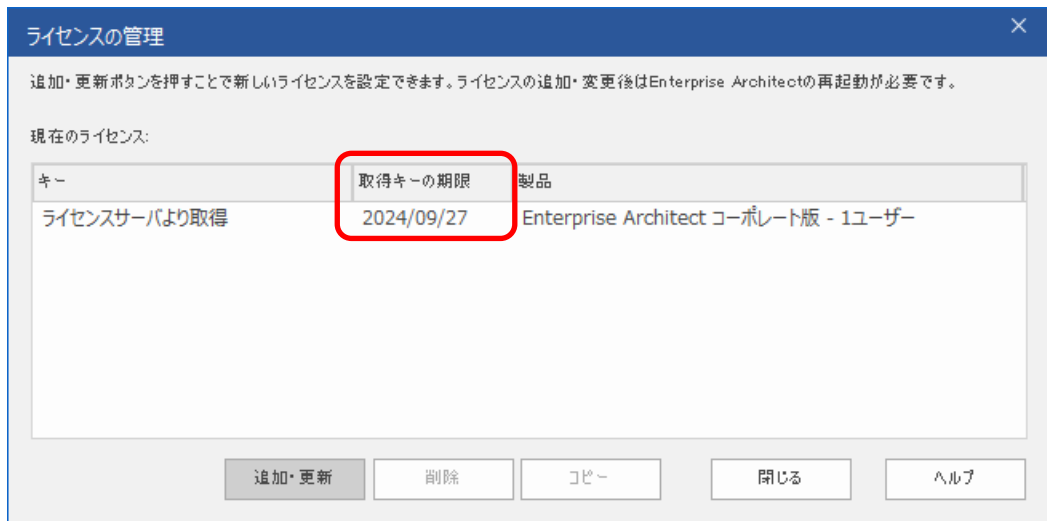 ライセンスの管理
追加・更新ボタンを押すことで新しいライセンスを設定できます。ライセンスの追加・変更後はEnterprise Architectの再起動が必要です。
現在のライセンス:
キー 取得キーの期限 製品
ライセンスサーバより取得 2024/09/27 Enterprise Architect コーポレート版 - 1ユーザー
追加・更新 削除 コピー 閉じる ヘルプ